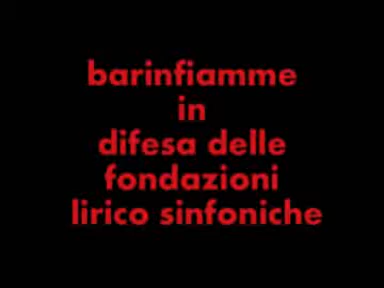 barinfiamme
in
difesa delle
fondazioni
lirico sinfoniche